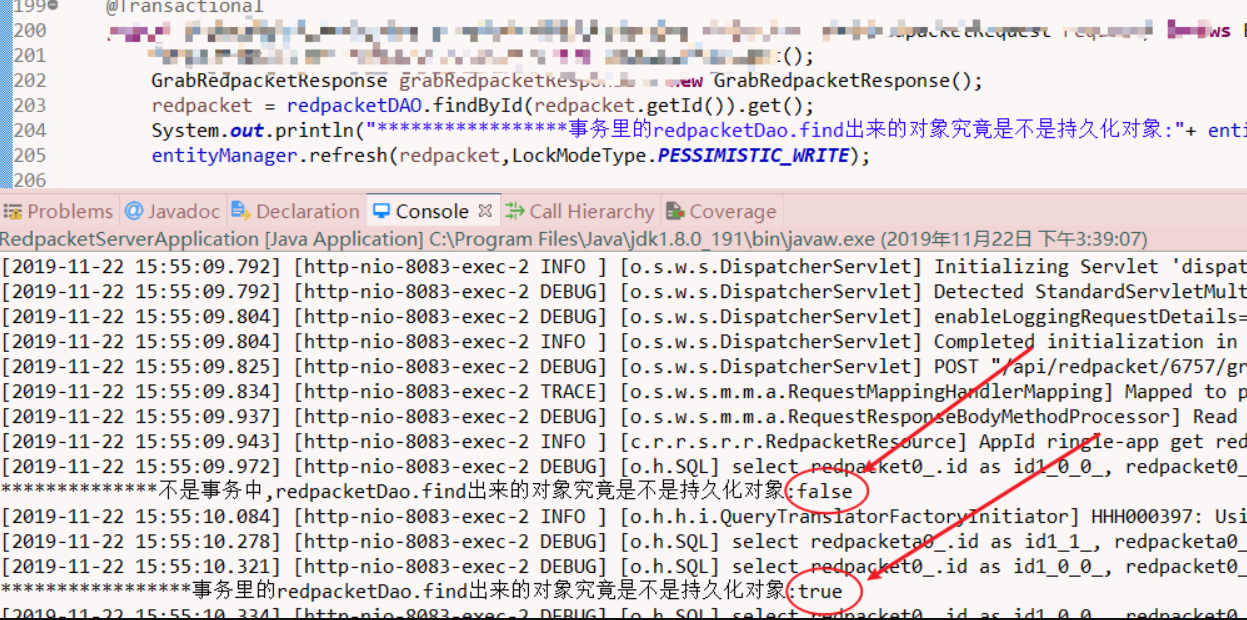 199 @Transactional
200
201 ();
202 GrabRedpacketResponse grabRedpacketResponse = new GrabRedpacketResponse();
203 redpacket = redpacketDAO.findById(redpacket.getId()).get();
204 System.out.println("*****************事务里的redpacketDao.find出来的对象究竟是不是持久化对象:"+ enti
205 entityManager.refresh(redpacket,LockModeType.PESSIMISTIC_WRITE);
206
Problems @ Javadoc Declaration Console Call Hierarchy Coverage
RedpacketServerApplication [Java Application] C:\Program Files\Java\jdk1.8.0_191\bin\javaw.exe (2019年11月22日 下午3:39:07)
[2019-11-22 15:55:09.792] [http-nio-8083-exec-2 INFO ] [o.s.w.s.DispatcherServlet] Initializing Servlet 'dispat
[2019-11-22 15:55:09.792] [http-nio-8083-exec-2 DEBUG] [o.s.w.s.DispatcherServlet] Detected StandardServletMult
[2019-11-22 15:55:09.804] [http-nio-8083-exec-2 DEBUG] [o.s.w.s.DispatcherServlet] enableLoggingRequestDetails=
[2019-11-22 15:55:09.804] [http-nio-8083-exec-2 INFO ] [o.s.w.s.DispatcherServlet] Completed initialization in
[2019-11-22 15:55:09.825] [http-nio-8083-exec-2 DEBUG] [o.s.w.s.DispatcherServlet] POST "/api/redpacket/6757/gr
[2019-11-22 15:55:09.834] [http-nio-8083-exec-2 TRACE] [o.s.w.s.m.m.a.RequestMappingHandlerMapping] Mapped to p
[2019-11-22 15:55:09.937] [http-nio-8083-exec-2 DEBUG] [o.s.w.s.m.m.a.RequestResponseBodyMethodProcessor] Read
[2019-11-22 15:55:09.943] [http-nio-8083-exec-2 INFO ] [c.r.r.s.r.r.RedpacketResource] AppId ringle-app get red
[2019-11-22 15:55:09.972] [http-nio-8083-exec-2 DEBUG] [o.h.SQL] select redpacket0_.id as id1_0_0_, redpacket0_
**************不是事务中,redpacketDao.find出来的对象究竟是不是持久化对象:false
[2019-11-22 15:55:10.084] [http-nio-8083-exec-2 INFO ] [o.h.h.i.QueryTranslatorFactoryInitiator] HHH000397: Usi
[2019-11-22 15:55:10.278] [http-nio-8083-exec-2 DEBUG] [o.h.SQL] select redpacketa0_.id as id1_1_, redpacketa0_
[2019-11-22 15:55:10.321] [http-nio-8083-exec-2 DEBUG] [o.h.SQL] select redpacket0_.id as id1_0_0_, redpacket0_
*****************事务里的redpacketDao.find出来的对象究竟是不是持久化对象:true
[2019-11-22 15:55:10.334] [http-nio-8083-exec-2 DEBUG] [o.h.SQL] select redpacket0_.id as id1_0_0_, redpacket0_